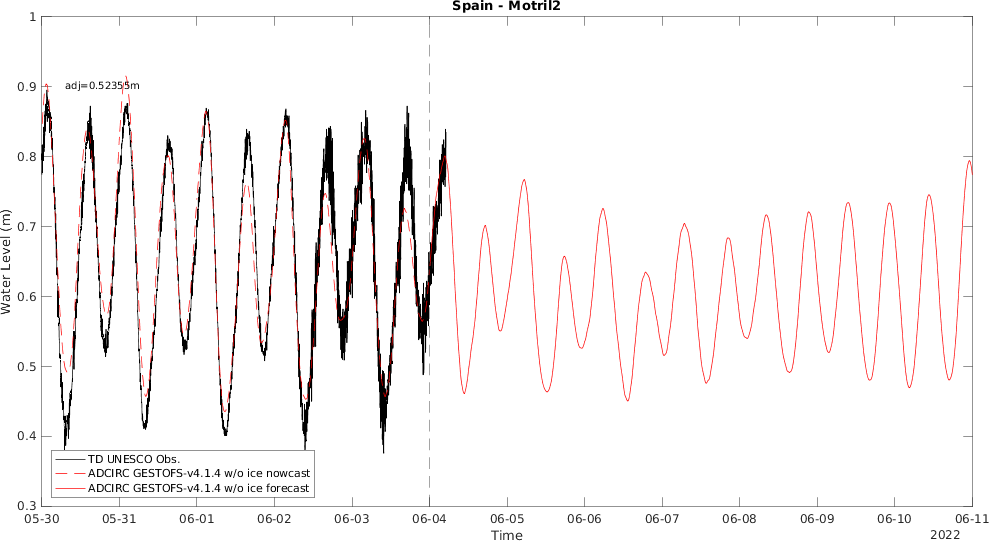 Spain - Motril2
adj=0.52355m
Water Level (m)
1
0.9
0.8
0.7
0.6
0.5
0.4
0.3
TD UNESCO Obs.
ADCIRC GESTOFS-v4.1.4 w/o ice nowcast
ADCIRC GESTOFS-v4.1.4 w/o ice forecast
05-30 05-31 06-01 06-02 06-03 06-04 06-05 06-06 06-07 06-08 06-09 06-10 06-11
Time
2022